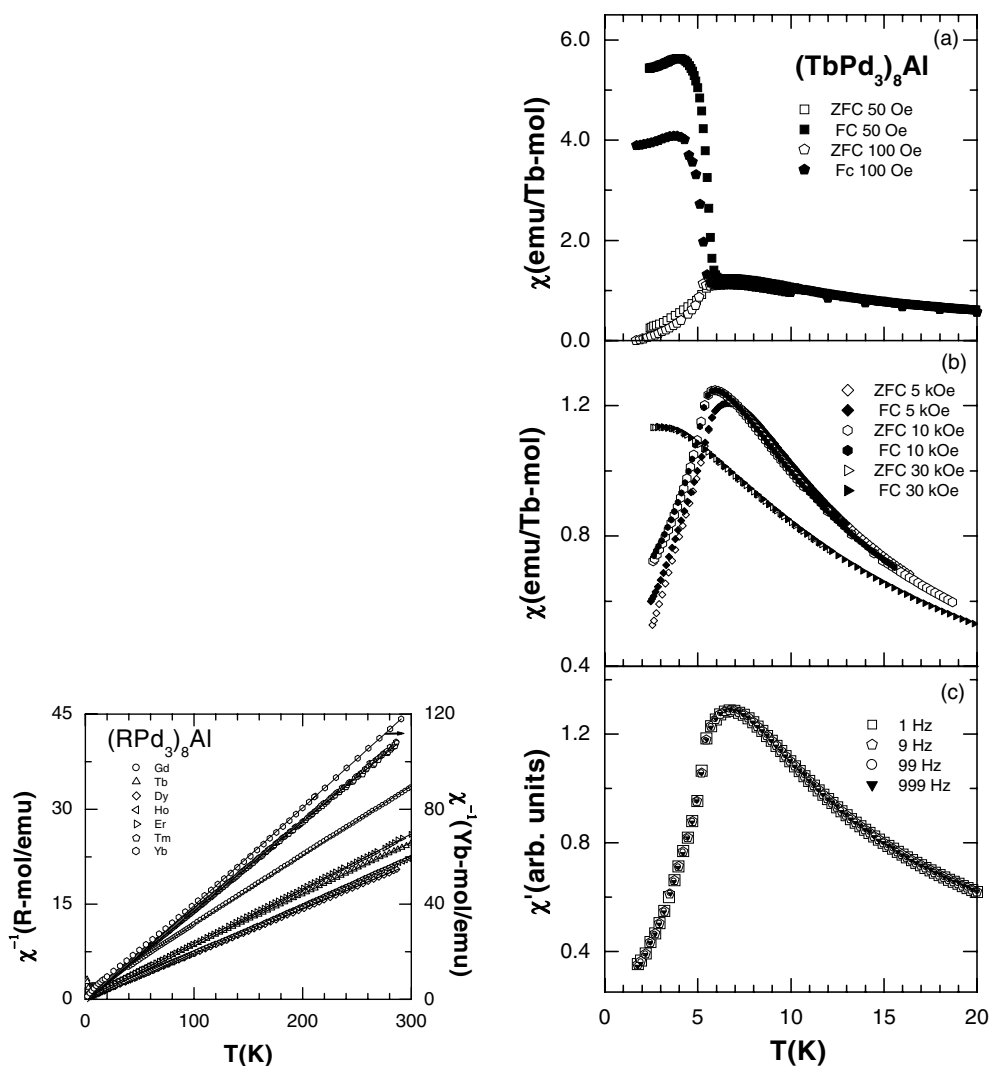 45
30
15
0
χ⁻¹(R-mol/emu)
(RPd₃)₈Al
Gd
Tb
Dy
Ho
Er
Tm
Yb
120
80
40
0
χ⁻¹(Yb-mol/emu)
0 100 200 300
T(K)
(a)
(TbPd₃)₈Al
6.0
4.0
2.0
0.0
χ(emu/Tb-mol)
ZFC 50 Oe
FC 50 Oe
ZFC 100 Oe
Fc 100 Oe
(b)
1.2
0.8
0.4
χ(emu/Tb-mol)
ZFC 5 kOe
FC 5 kOe
ZFC 10 kOe
FC 10 kOe
ZFC 30 kOe
FC 30 kOe
(c)
1.2
0.8
0.4
χ'(arb. units)
1 Hz
9 Hz
99 Hz
999 Hz
0 5 10 15 20
T(K)